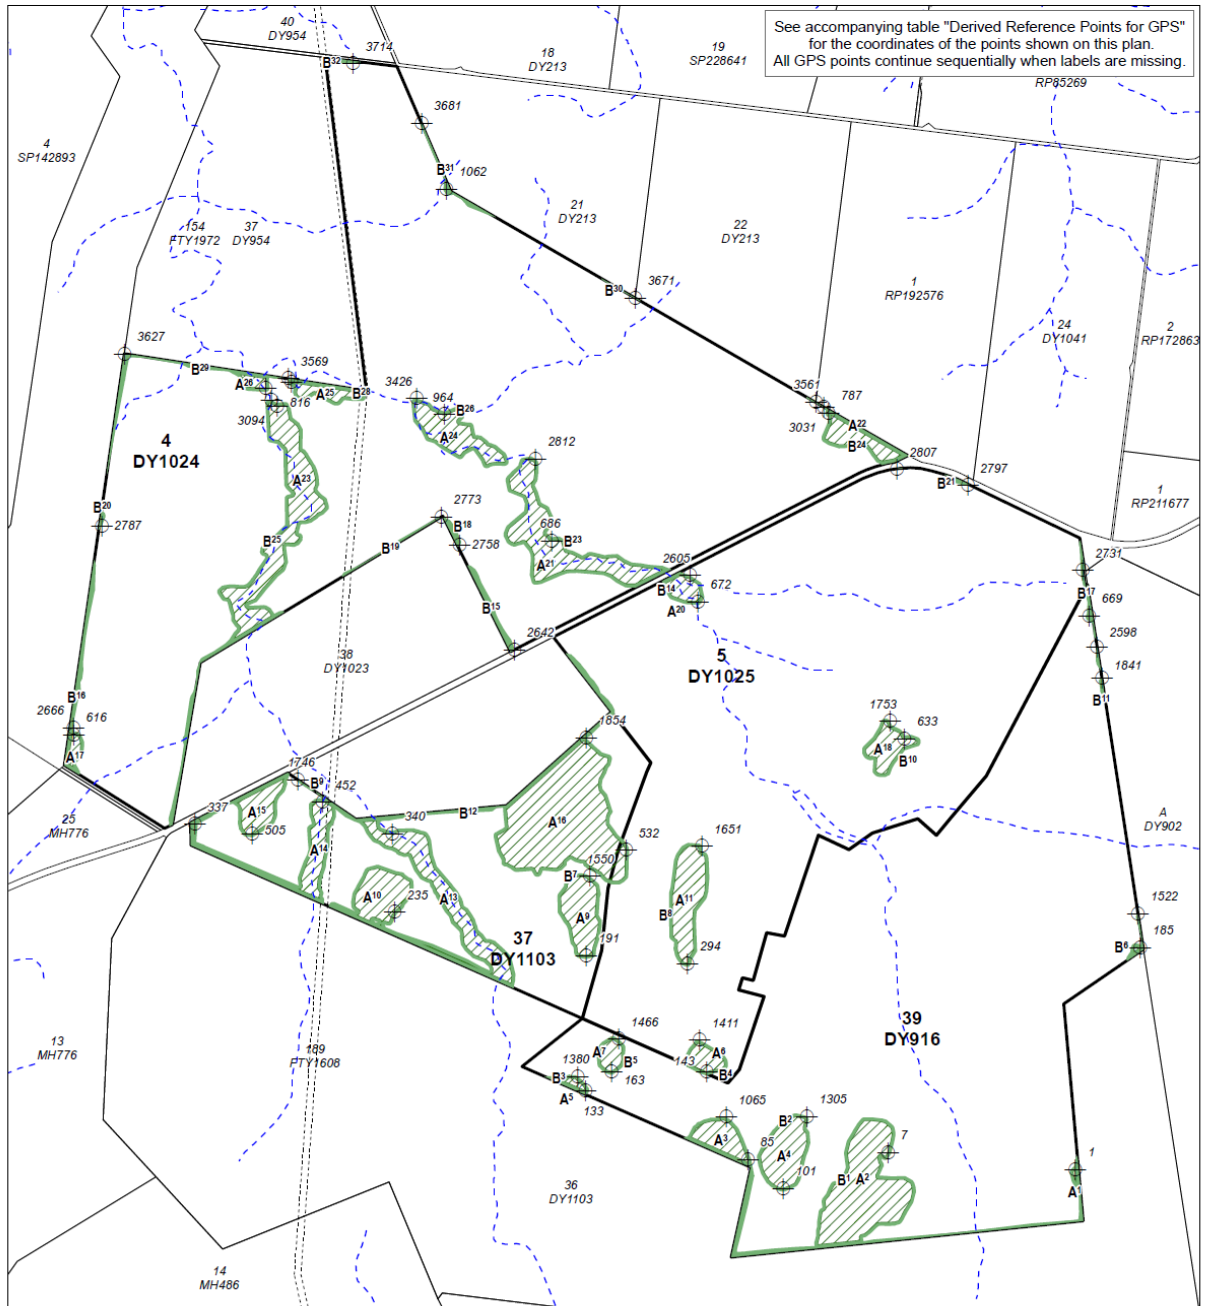 See accompanying table "Derived Reference Points for GPS"
for the coordinates of the points shown on this plan.
All GPS points continue sequentially when labels are missing.
40
DY954
3714
B32
18
DY213
19
SP228641
RP85269
3681
4
SP142893
B31
1062
21
DY213
22
DY213
154
FTY1972
37
DY954
3671
B30
1
RP192576
24
DY1041
2
RP172863
3627
B29
3569
A26
A25
B28
816
3094
3426
964
B26
A24
3561
787
3031
A22
B24
2807
2797
B21
4
DY1024
2812
A23
1
RP211677
B20
2787
2773
B18
2758
B25
B19
686
B23
A21
2605
B14
672
A20
2731
B17
669
B15
2598
2642
1841
B11
38
DY1023
5
DY1025
B16
2666
616
A17
1854
1753
633
A18
B10
1746
B9
452
337
A15
505
340
B12
A16
25
MH776
A
DY902
A14
532
1651
1550
B7
A10
235
A13
A9
A11
B8
1522
37
DY1103
191
294
185
B6
39
DY916
13
MH776
189
FTY1608
1466
1411
A7
B5
A6
143
B4
1380
B3
163
A5
133
1065
B2
1305
A3
85
A4
101
7
B1
A2
1
A1
36
DY1103
14
MH486